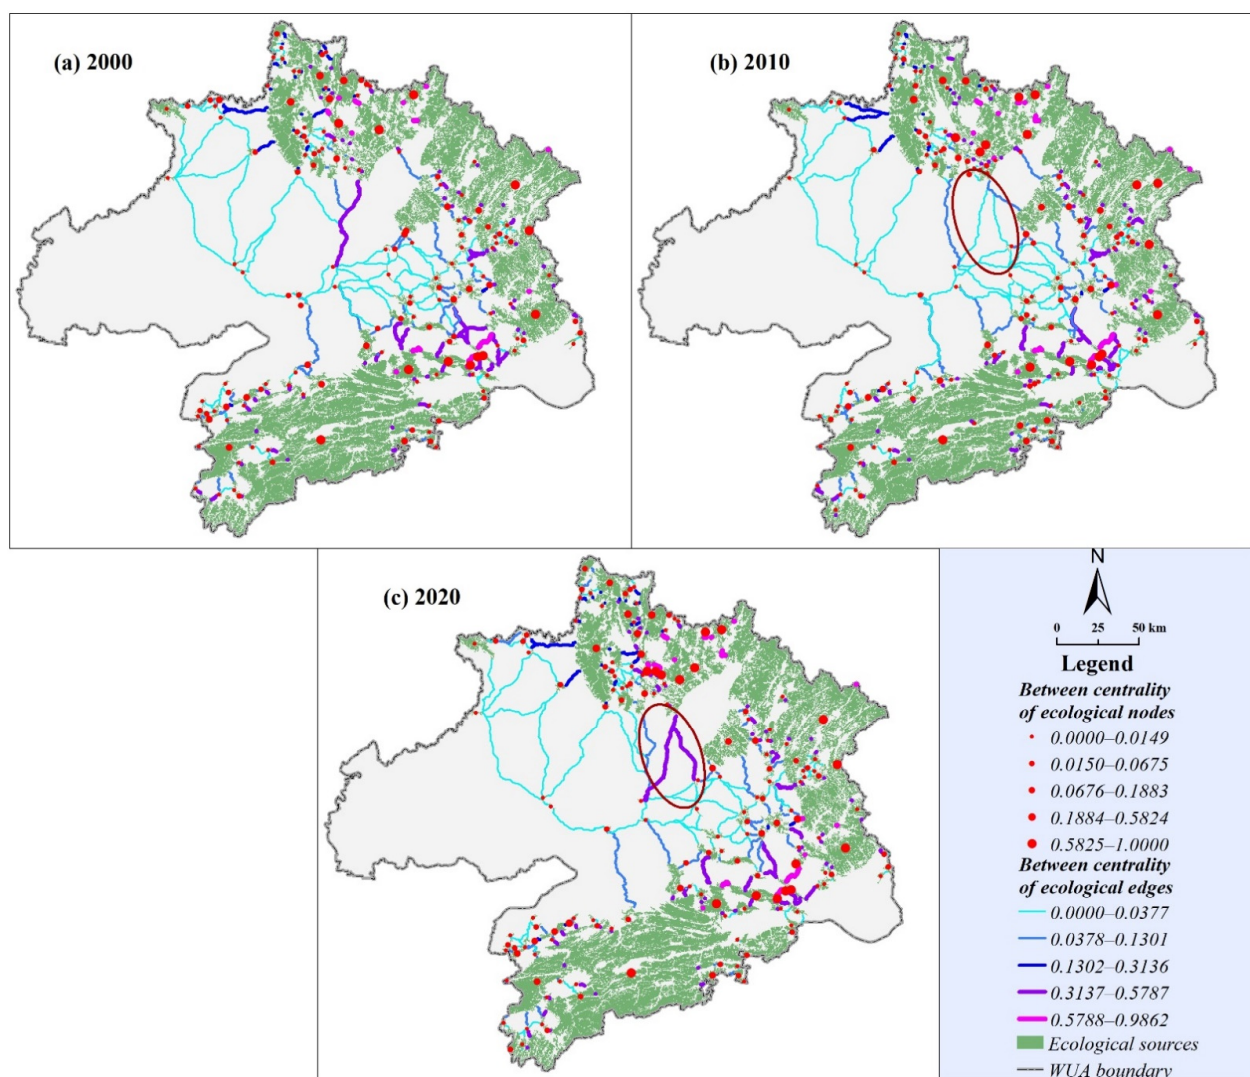 (a) 2000
(b) 2010
(c) 2020
N
0 25 50 km
Legend
Between centrality
of ecological nodes
0.0000–0.0149
0.0150–0.0675
0.0676–0.1883
0.1884–0.5824
0.5825–1.0000
Between centrality
of ecological edges
0.0000–0.0377
0.0378–0.1301
0.1302–0.3136
0.3137–0.5787
0.5788–0.9862
Ecological sources
WUA boundary